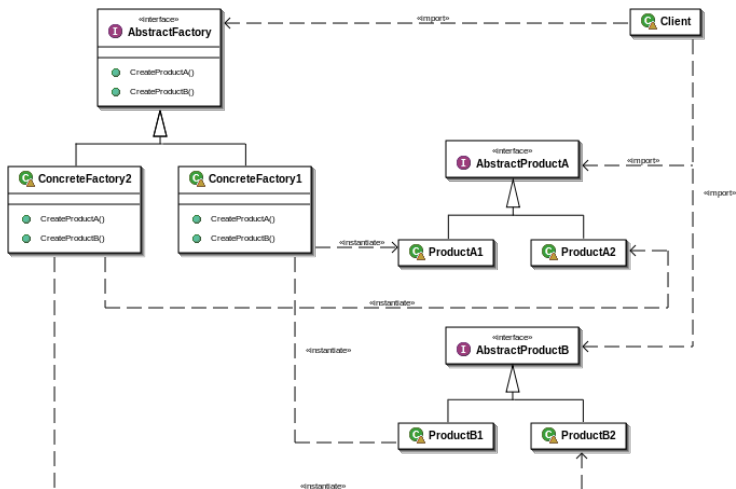 «interface»
AbstractFactory
CreateProductA()
CreateProductB()
«import»
Client
ConcreteFactory2
CreateProductA()
CreateProductB()
ConcreteFactory1
CreateProductA()
CreateProductB()
«interface»
AbstractProductA
«import»
«import»
«instantiate»
ProductA1
ProductA2
«instantiate»
«interface»
AbstractProductB
«instantiate»
ProductB1
ProductB2
«instantiate»